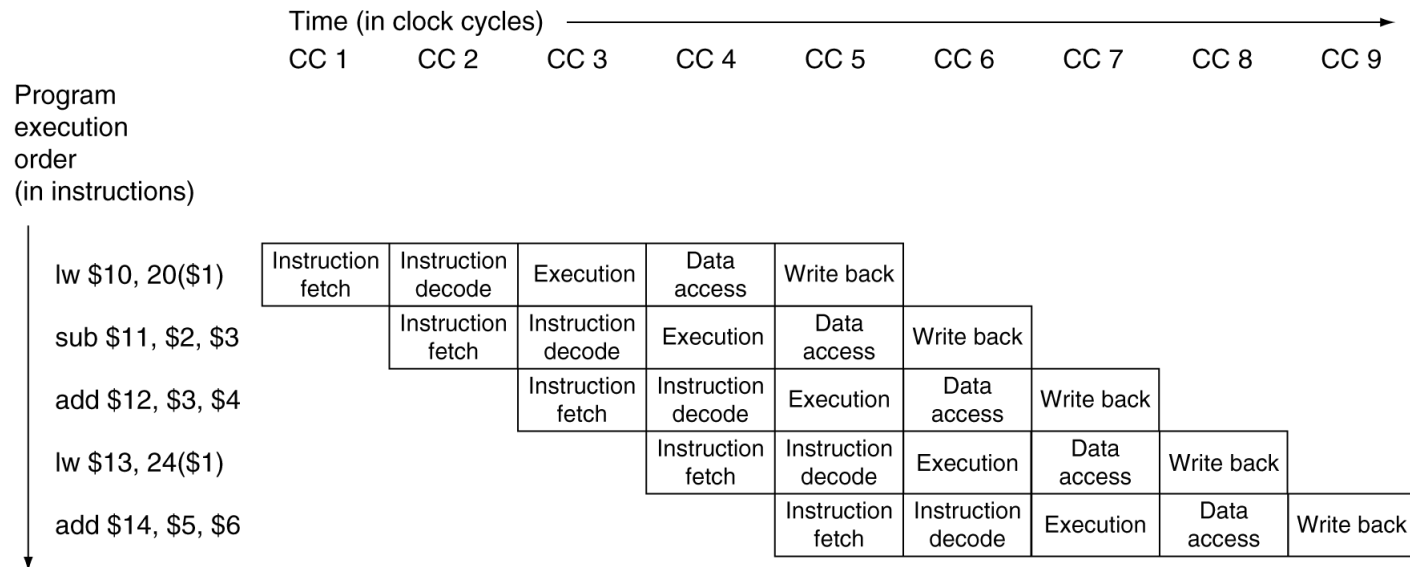 Time (in clock cycles)
CC 1 CC 2 CC 3 CC 4 CC 5 CC 6 CC 7 CC 8 CC 9
Program
execution
order
(in instructions)
lw $10, 20($1)
Instruction
fetch
Instruction
decode
Execution
Data
access
Write back
sub $11, $2, $3
Instruction
fetch
Instruction
decode
Execution
Data
access
Write back
add $12, $3, $4
Instruction
fetch
Instruction
decode
Execution
Data
access
Write back
lw $13, 24($1)
Instruction
fetch
Instruction
decode
Execution
Data
access
Write back
add $14, $5, $6
Instruction
fetch
Instruction
decode
Execution
Data
access
Write back